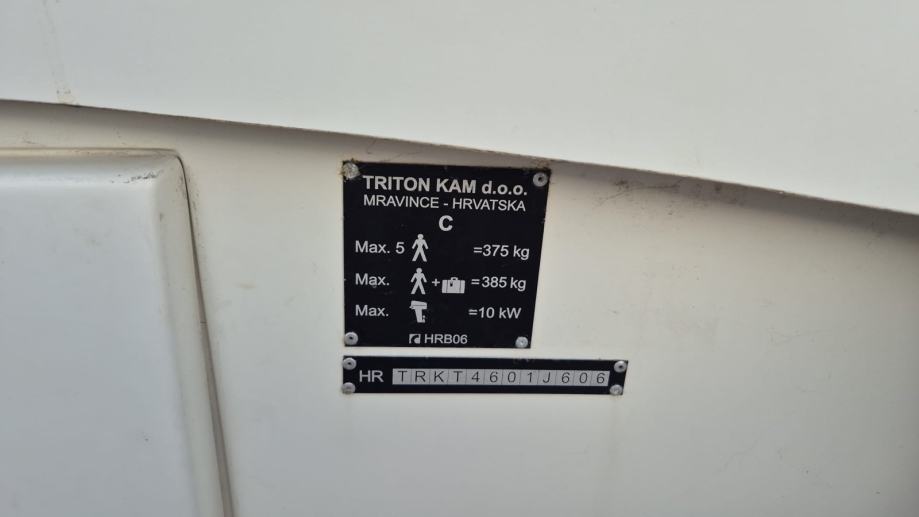 TRITON KAM d.o.o.
MRAVINCE - HRVATSKA
C
Max. 5 =375 kg
Max. + =385 kg
Max. =10 kW
HRB06
HR TRKT4601J606